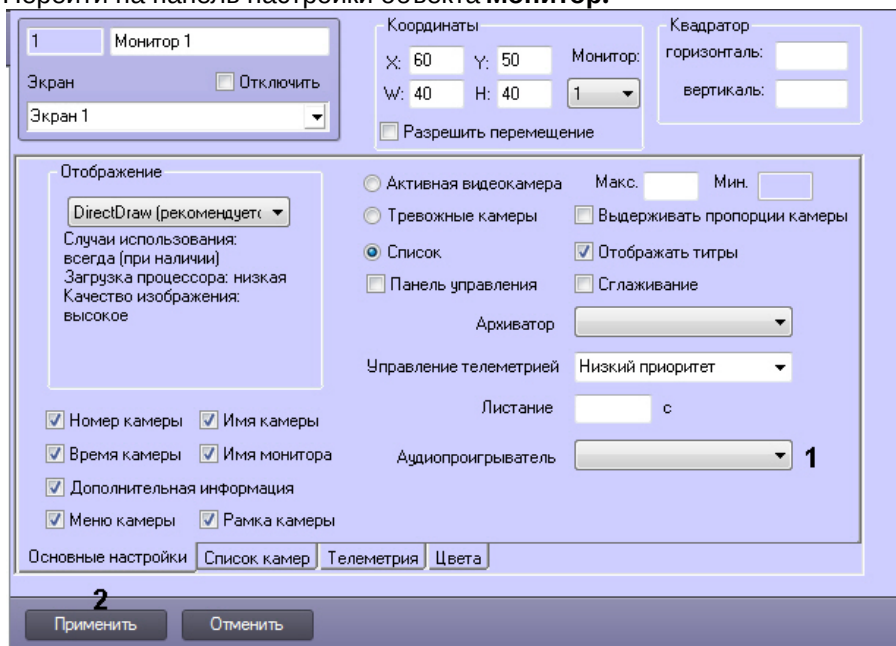 Перейти на панель настройки объекта Монитор.
1 Монитор 1
Экран Отключить
Экран 1
Координаты
X: 60 Y: 50 Монитор:
W: 40 H: 40 1
Разрешить перемещение
Квадратор
горизонталь:
вертикаль:
Отображение
DirectDraw (рекомендуетс
Случаи использования:
всегда (при наличии)
Загрузка процессора: низкая
Качество изображения:
высокое
Номер камеры Имя камеры
Время камеры Имя монитора
Дополнительная информация
Меню камеры Рамка камеры
Активная видеокамера Макс. Мин.
Тревожные камеры Выдерживать пропорции камеры
Список Отображать титры
Панель управления Сглаживание
Архиватор
Управление телеметрией Низкий приоритет
Листание с
Аудиопроигрыватель 1
Основные настройки Список камер Телеметрия Цвета
2
Применить Отменить